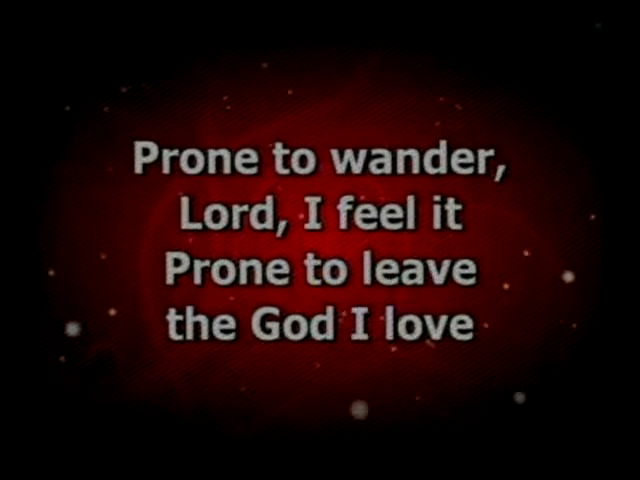 Prone to wander,
Lord, I feel it
Prone to leave
the God I love